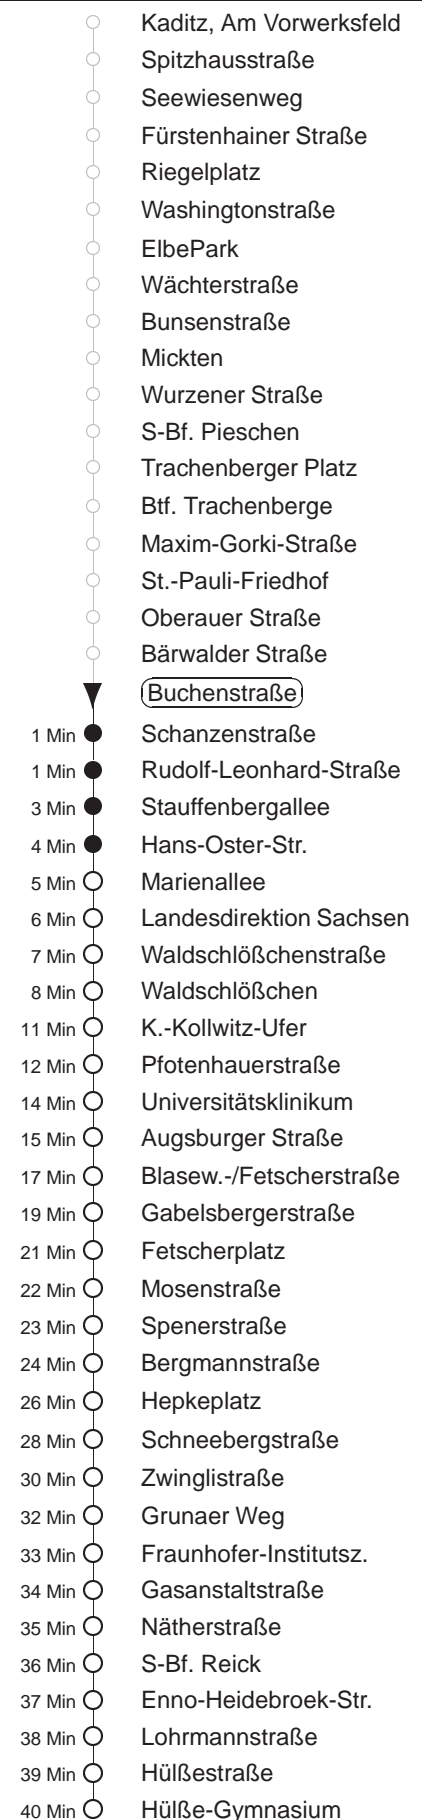 Kaditz, Am Vorwerksfeld
Spitzhausstraße
Seewiesenweg
Fürstenhainer Straße
Riegelplatz
Washingtonstraße
ElbePark
Wächterstraße
Bunsenstraße
Mickten
Wurzener Straße
S-Bf. Pieschen
Trachenberger Platz
Btf. Trachenberge
Maxim-Gorki-Straße
St.-Pauli-Friedhof
Oberauer Straße
Bärwalder Straße
Buchenstraße
1 Min Schanzenstraße
1 Min Rudolf-Leonhard-Straße
3 Min Stauffenbergallee
4 Min Hans-Oster-Str.
5 Min Marienallee
6 Min Landesdirektion Sachsen
7 Min Waldschlößchenstraße
8 Min Waldschlößchen
11 Min K.-Kollwitz-Ufer
12 Min Pfotenhauerstraße
14 Min Universitätsklinikum
15 Min Augsburger Straße
17 Min Blasew.-/Fetscherstraße
19 Min Gabelsbergerstraße
21 Min Fetscherplatz
22 Min Mosenstraße
23 Min Spenerstraße
24 Min Bergmannstraße
26 Min Hepkeplatz
28 Min Schneebergstraße
30 Min Zwinglistraße
32 Min Grunaer Weg
33 Min Fraunhofer-Institutsz.
34 Min Gasanstaltstraße
35 Min Nätherstraße
36 Min S-Bf. Reick
37 Min Enno-Heidebroek-Str.
38 Min Lohrmannstraße
39 Min Hülßestraße
40 Min Hülße-Gymnasium